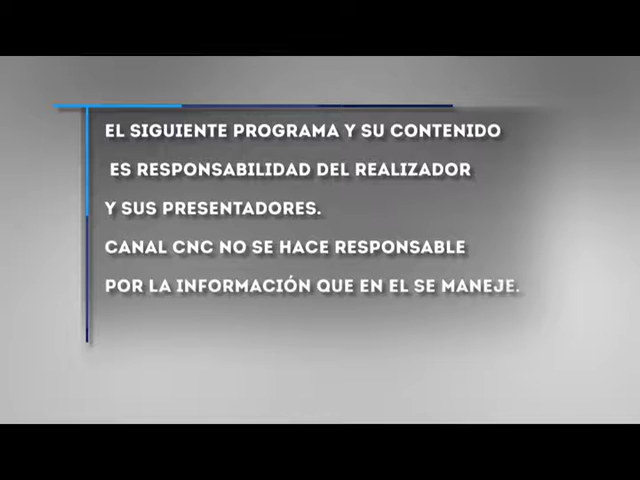 EL SIGUIENTE PROGRAMA Y SU CONTENIDO
ES RESPONSABILIDAD DEL REALIZADOR
Y SUS PRESENTADORES.
CANAL CNC NO SE HACE RESPONSABLE
POR LA INFORMACIÓN QUE EN EL SE MANEJE.